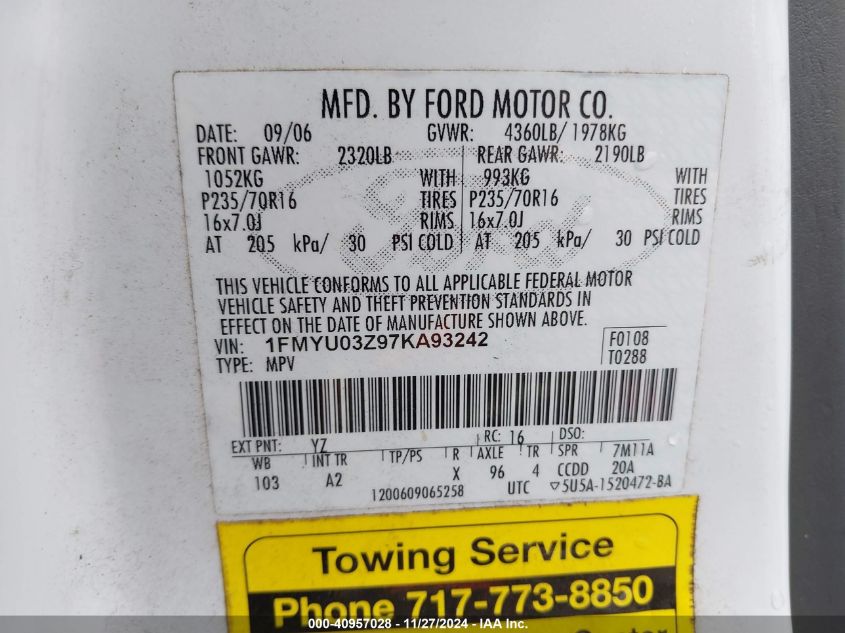 MFD. BY FORD MOTOR CO.
DATE: 09/06 GVWR: 4360LB/ 1978KG
FRONT GAWR: 2320LB REAR GAWR: 2190LB
1052KG WITH 993KG WITH
P235/70R16 TIRES P235/70R16 TIRES
16x7.0J RIMS 16x7.0J RIMS
AT 205 kPa/ 30 PSI COLD AT 205 kPa/ 30 PSI COLD
THIS VEHICLE CONFORMS TO ALL APPLICABLE FEDERAL MOTOR
VEHICLE SAFETY AND THEFT PREVENTION STANDARDS IN
EFFECT ON THE DATE OF MANUFACTURE SHOWN ABOVE.
VIN: 1FMYU03Z97KA93242 F0108
TYPE: MPV T0288
EXT PNT: YZ RC: 16 DSO:
WB INT TR TP/PS R AXLE TR SPR 7M11A
103 A2 X 96 4 CCDD 20A
1200609065258 UTC ▽5U5A-1520472-BA
Towing Service
Phone 717-773-8850
000-40957028 - 11/27/2024 - IAA Inc.